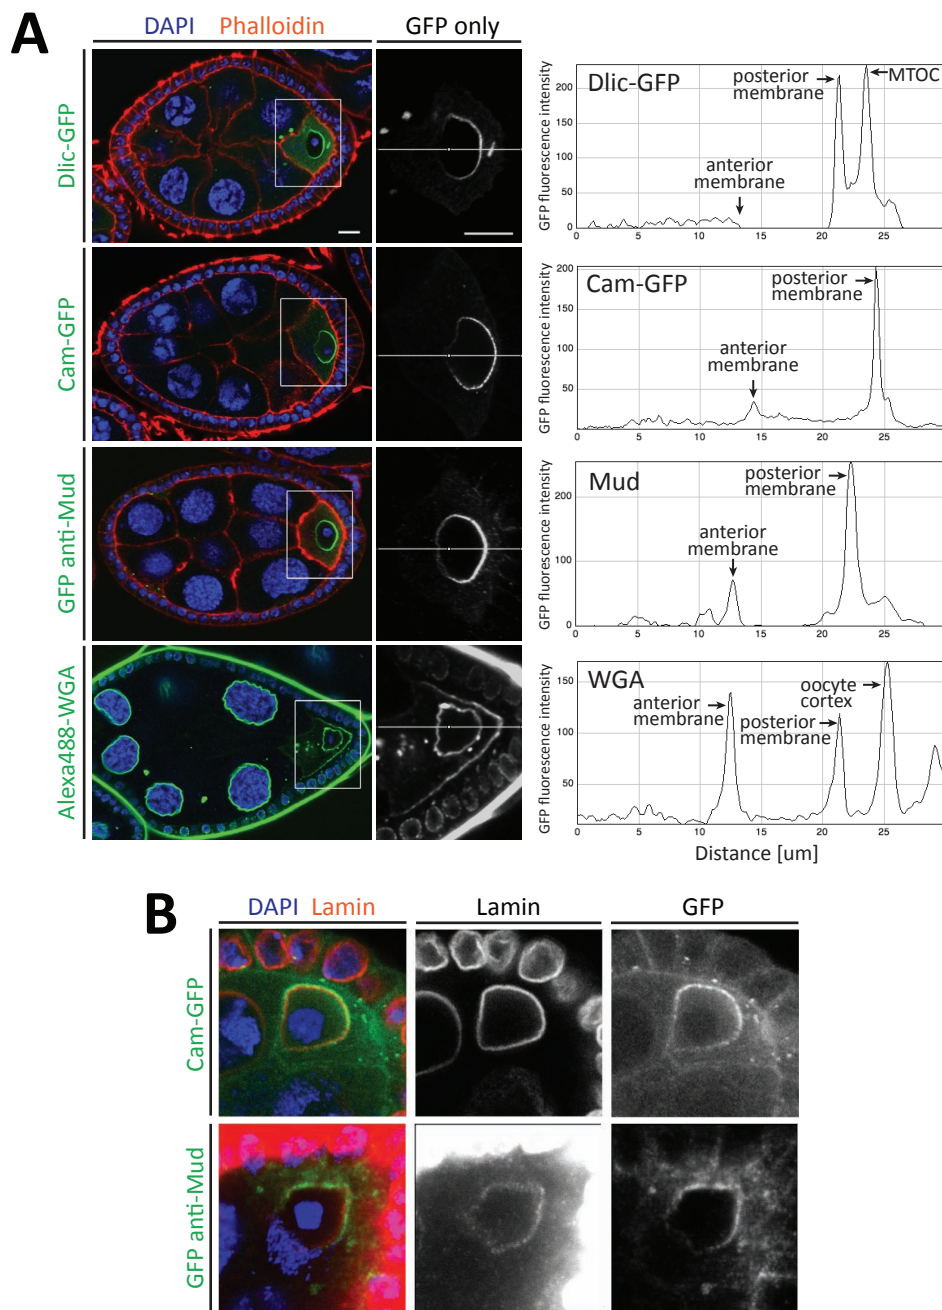 A
DAPI Phalloidin
GFP only
Dlic-GFP
GFP fluorescence intensity
200
150
100
50
0
Dlic-GFP
posterior
membrane
MTOC
anterior
membrane
0 5 10 15 20 25
Cam-GFP
GFP fluorescence intensity
200
150
100
50
Cam-GFP
posterior
membrane
anterior
membrane
0 5 10 15 20 25
GFP anti-Mud
GFP fluorescence intensity
200
100
0
Mud
posterior
membrane
anterior
membrane
0 5 10 15 20 25
Alexa488-WGA
GFP fluorescence intensity
150
100
50
WGA
oocyte
cortex
anterior
membrane
posterior
membrane
0 5 10 15 20 25
Distance [um]
B
DAPI Lamin
Lamin
GFP
Cam-GFP
GFP anti-Mud